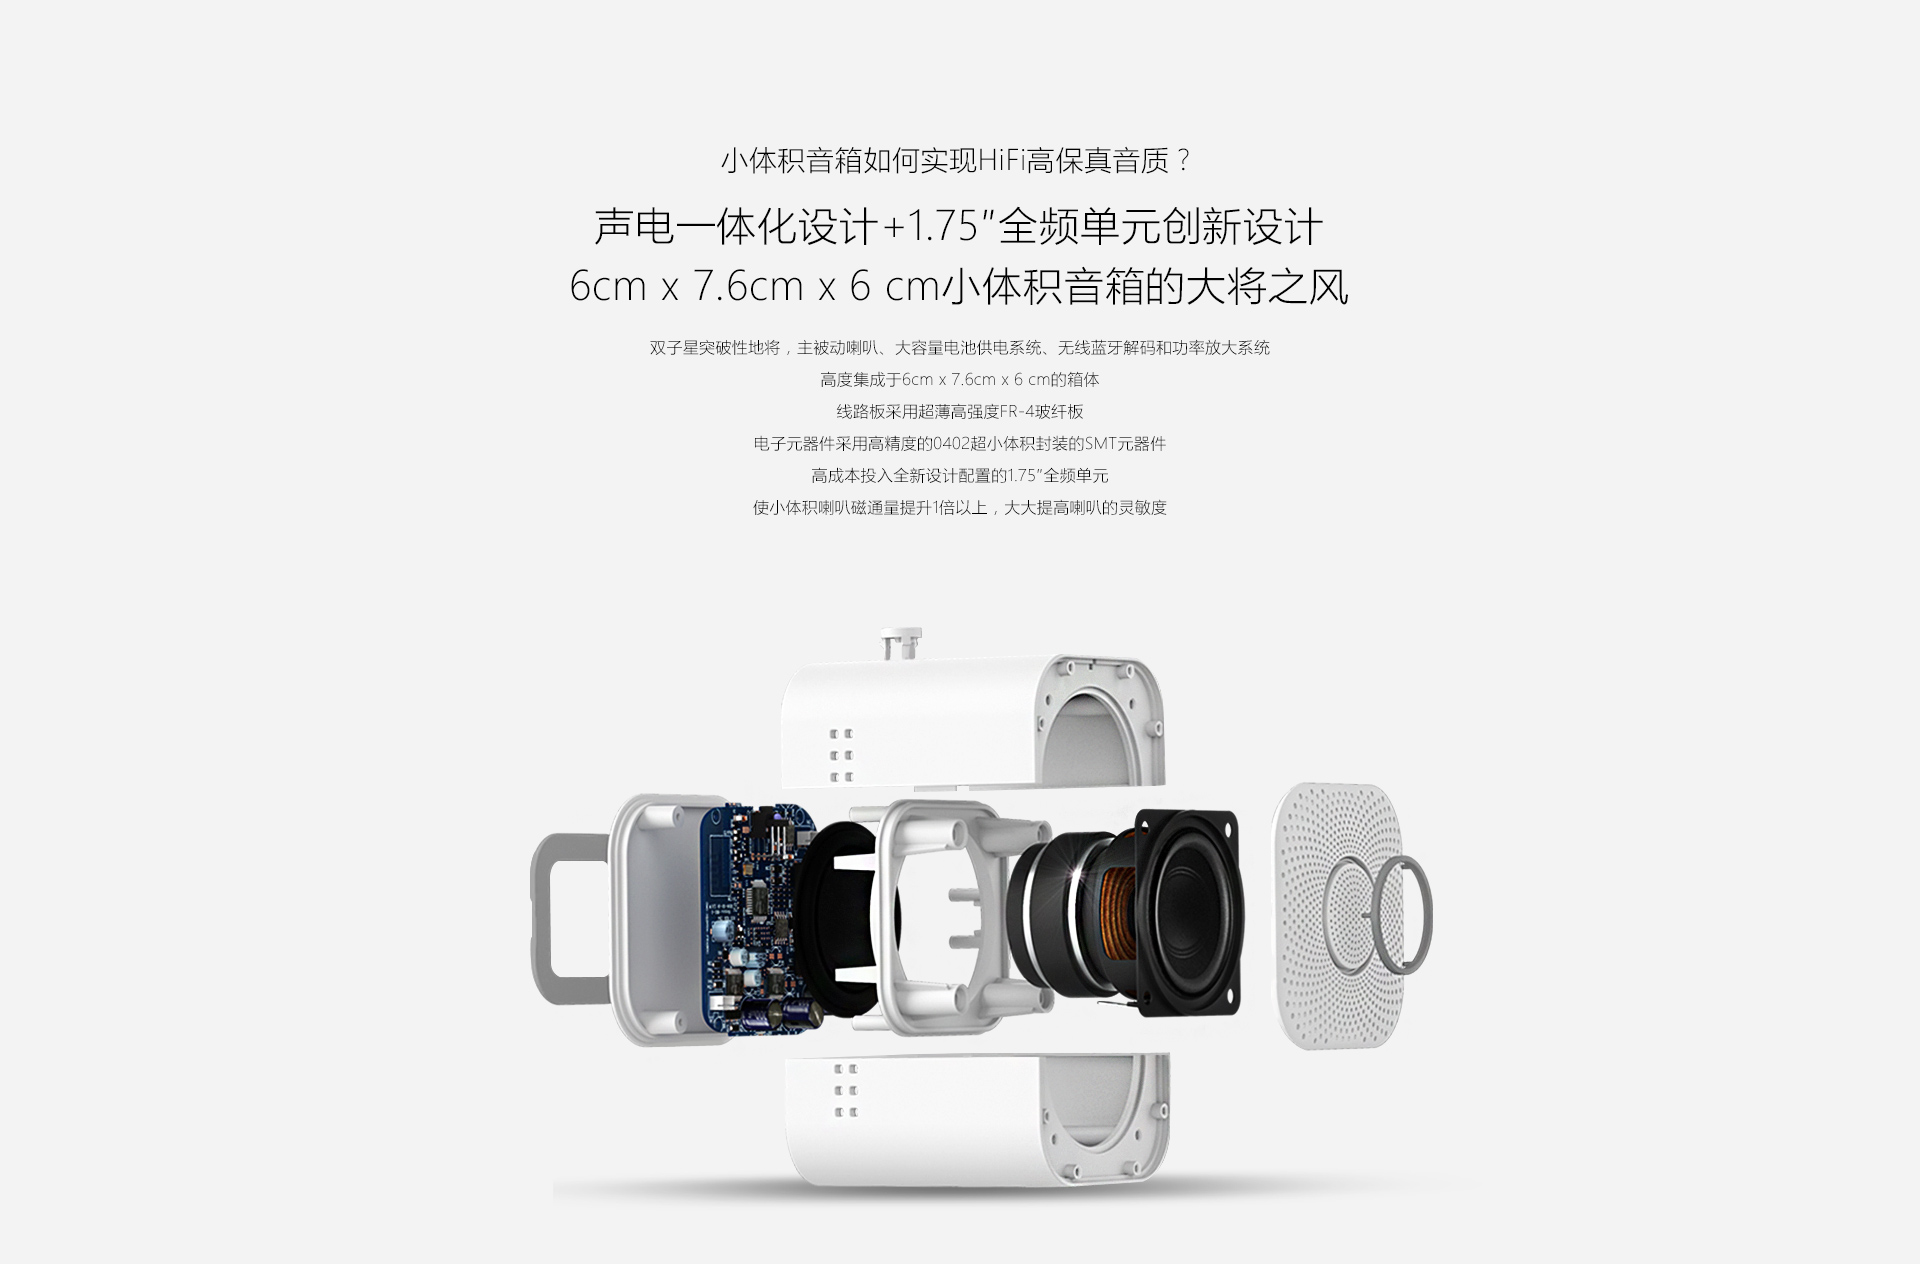 小体积音箱如何实现HiFi高保真音质？
声电一体化设计+1.75"全频单元创新设计
6cm x 7.6cm x 6 cm小体积音箱的大将之风
双子星突破性地将，主被动喇叭、大容量电池供电系统、无线蓝牙解码和功率放大系统
高度集成于6cm x 7.6cm x 6 cm的箱体
线路板采用超薄高强度FR-4玻纤板
电子元器件采用高精度的0402超小体积封装的SMT元器件
高成本投入全新设计配置的1.75"全频单元
使小体积喇叭磁通量提升1倍以上，大大提高喇叭的灵敏度